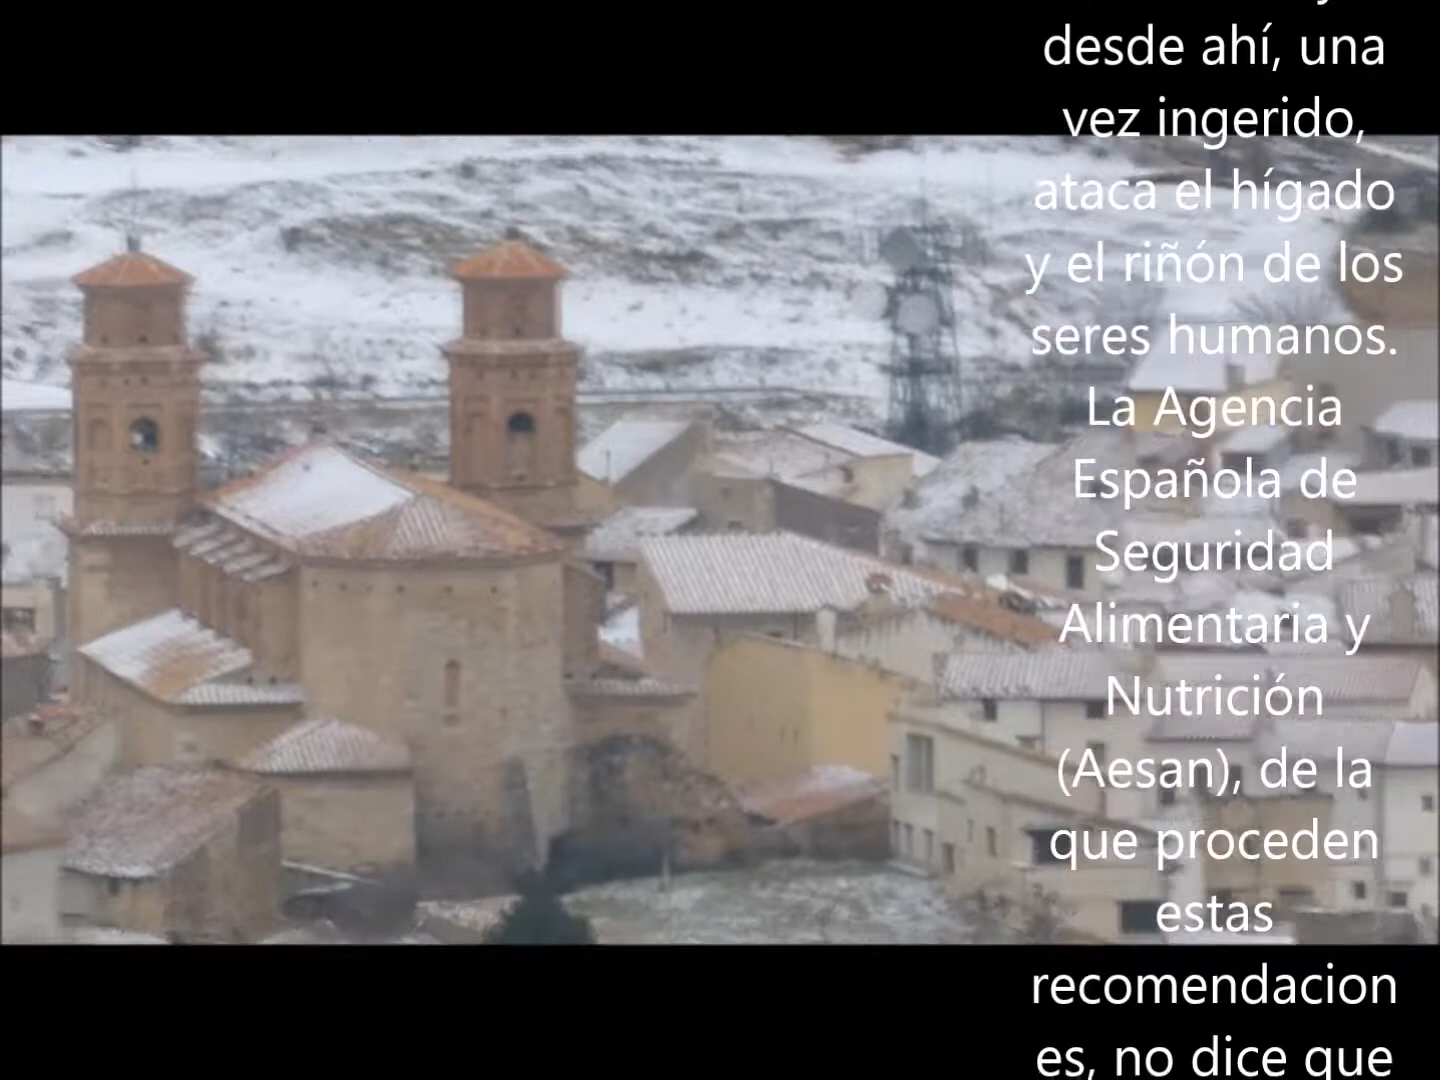 desde ahí, una
vez ingerido,
ataca el hígado
y el riñón de los
seres humanos.
La Agencia
Española de
Seguridad
Alimentaria y
Nutrición
(Aesan), de la
que proceden
estas
recomendacion
es, no dice que